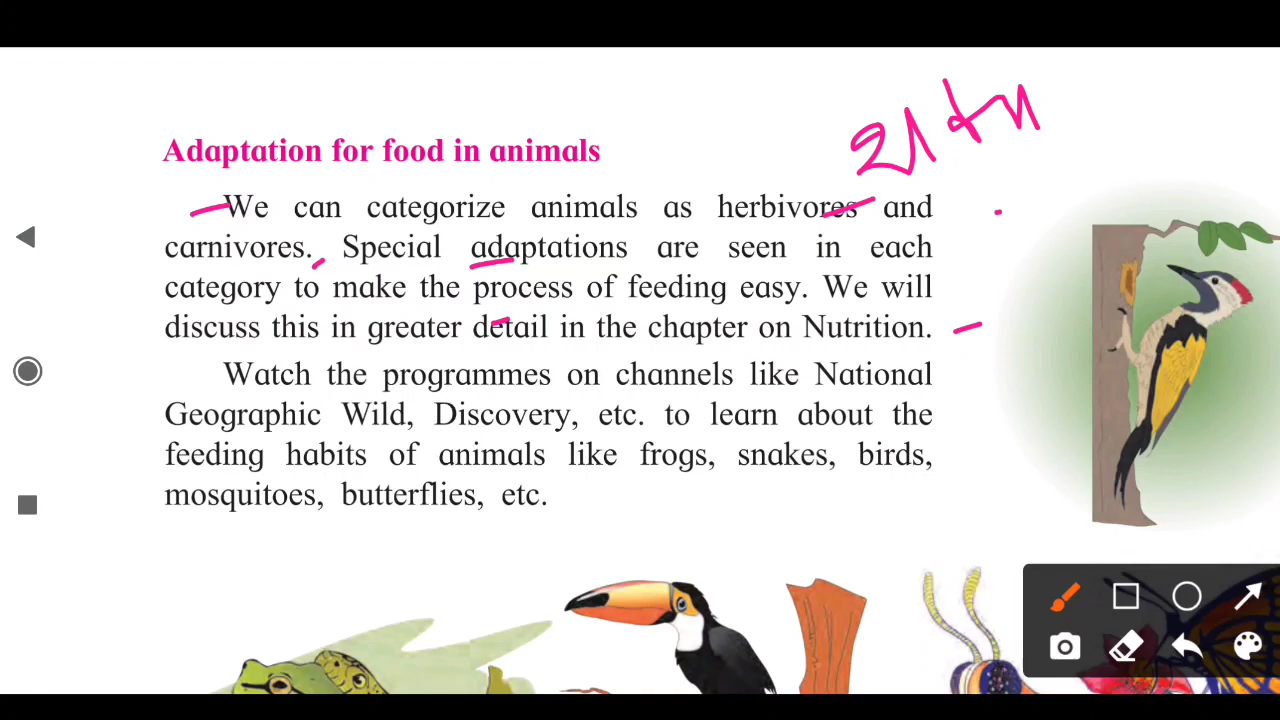 Adaptation for food in animals
We can categorize animals as herbivores and
carnivores. Special adaptations are seen in each
category to make the process of feeding easy. We will
discuss this in greater detail in the chapter on Nutrition.
Watch the programmes on channels like National
Geographic Wild, Discovery, etc. to learn about the
feeding habits of animals like frogs, snakes, birds,
mosquitoes, butterflies, etc.